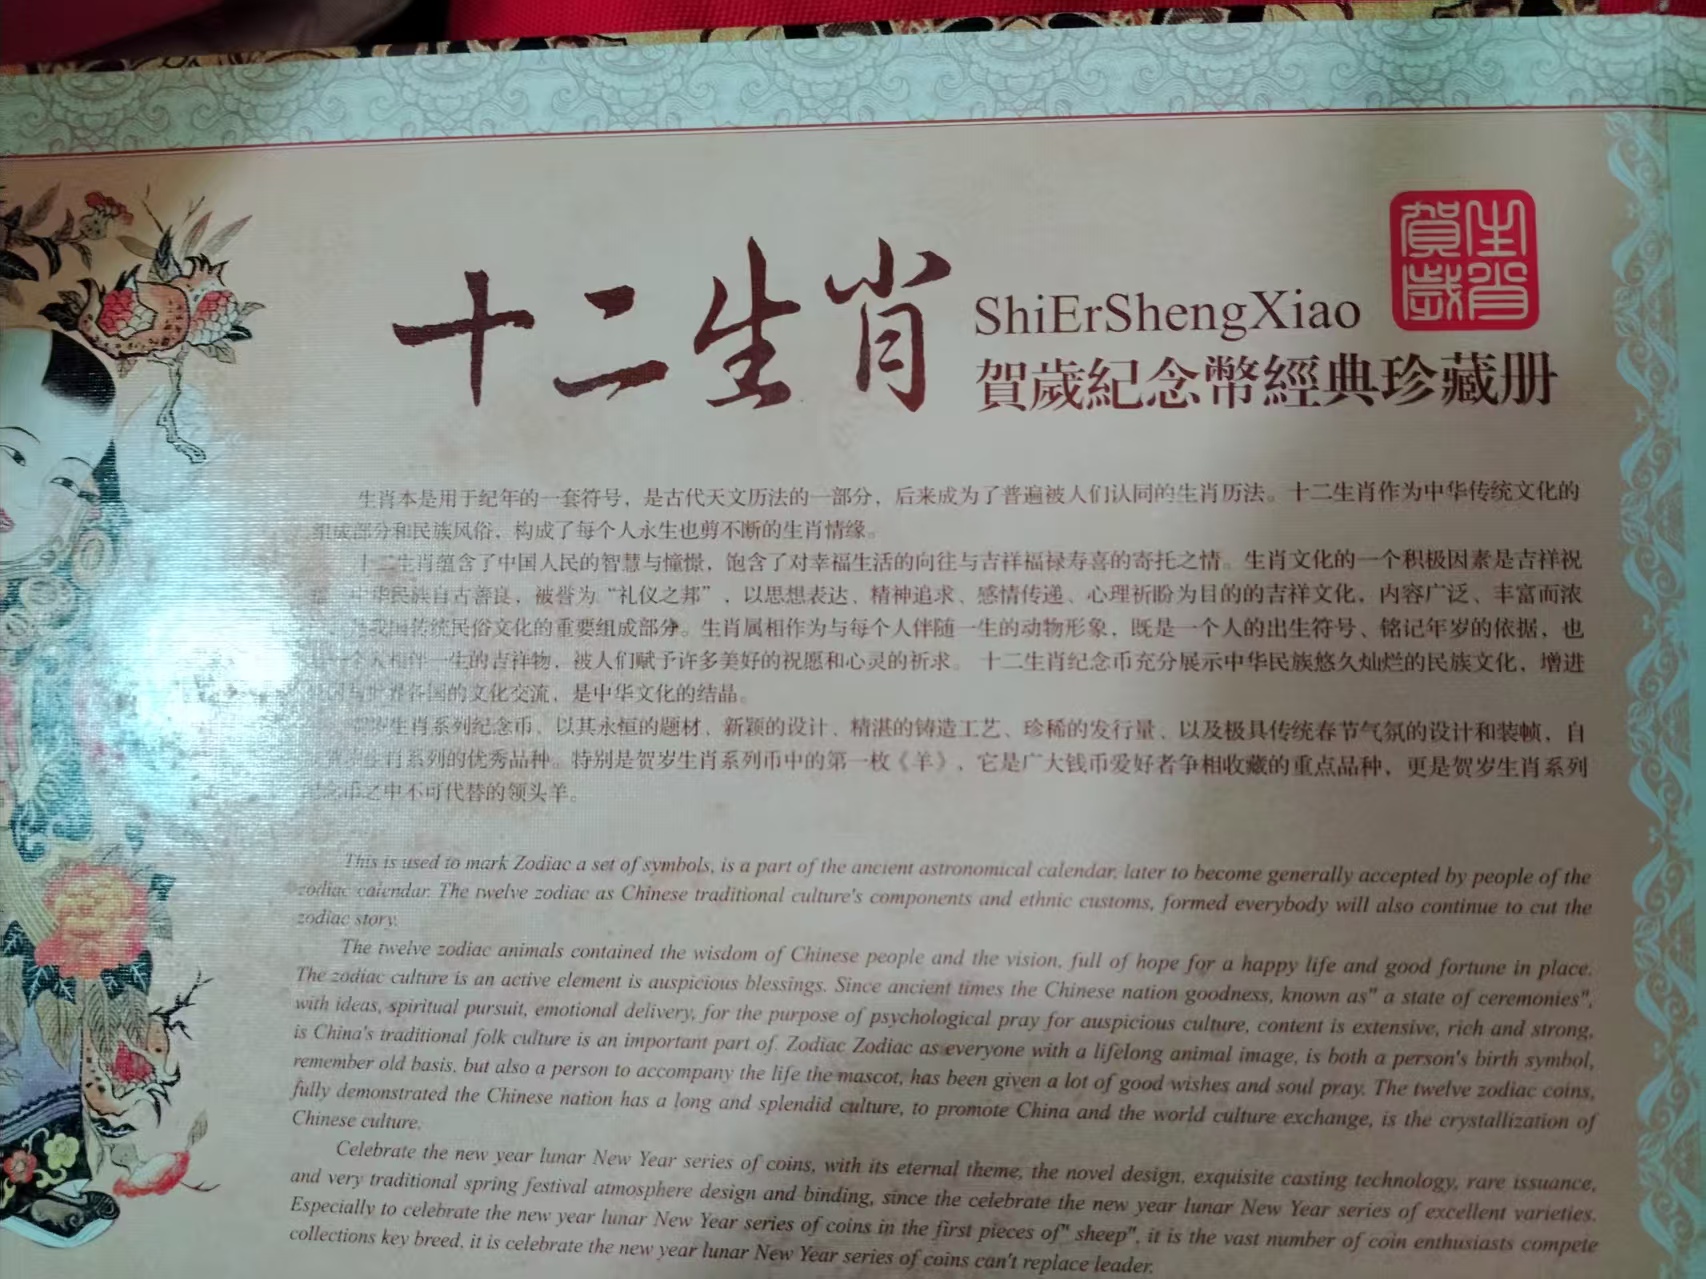 十二生肖
ShiErShengXiao
生肖
賀歲
賀歲紀念幣經典珍藏册
生肖本是用于纪年的一套符号，是古代天文历法的一部分，后来成为了普遍被人们认同的生肖历法。十二生肖作为中华传统文化的
组成部分和民族风俗，构成了每个人永生也剪不断的生肖情缘。
十二生肖蕴含了中国人民的智慧与憧憬，饱含了对幸福生活的向往与吉祥福禄寿喜的寄托之情。生肖文化的一个积极因素是吉祥祝
中华民族自古善良，被誉为“礼仪之邦”，以思想表达、精神追求、感情传递、心理祈盼为目的的吉祥文化，内容广泛、丰富而浓
我国传统民俗文化的重要组成部分。生肖属相作为与每个人伴随一生的动物形象，既是一个人的出生符号、铭记年岁的依据，也
一个人相伴一生的吉祥物，被人们赋予许多美好的祝愿和心灵的祈求。 十二生肖纪念币充分展示中华民族悠久灿烂的民族文化，增进
与世界各国的文化交流，是中华文化的结晶。
生肖系列纪念币，以其永恒的题材、新颖的设计、精湛的铸造工艺、珍稀的发行量、以及极具传统春节气氛的设计和装帧，自
生肖系列的优秀品种。特别是贺岁生肖系列币中的第一枚《羊》，它是广大钱币爱好者争相收藏的重点品种，更是贺岁生肖系列
纪念币之中不可代替的领头羊。
This is used to mark Zodiac a set of symbols, is a part of the ancient astronomical calendar, later to become generally accepted by people of the
zodiac calendar. The twelve zodiac as Chinese traditional culture's components and ethnic customs, formed everybody will also continue to cut the
zodiac story.
The twelve zodiac animals contained the wisdom of Chinese people and the vision, full of hope for a happy life and good fortune in place.
The zodiac culture is an active element is auspicious blessings. Since ancient times the Chinese nation goodness, known as" a state of ceremonies",
with ideas, spiritual pursuit, emotional delivery, for the purpose of psychological pray for auspicious culture, content is extensive, rich and strong,
is China's traditional folk culture is an important part of. Zodiac Zodiac as everyone with a lifelong animal image, is both a person's birth symbol,
remember old basis, but also a person to accompany the life the mascot, has been given a lot of good wishes and soul pray. The twelve zodiac coins,
fully demonstrated the Chinese nation has a long and splendid culture, to promote China and the world culture exchange, is the crystallization of
Chinese culture.
Celebrate the new year lunar New Year series of coins, with its eternal theme, the novel design, exquisite casting technology, rare issuance,
and very traditional spring festival atmosphere design and binding, since the celebrate the new year lunar New Year series of excellent varieties.
Especially to celebrate the new year lunar New Year series of coins in the first pieces of" sheep", it is the vast number of coin enthusiasts compete
collections key breed, it is celebrate the new year lunar New Year series of coins can't replace leader.